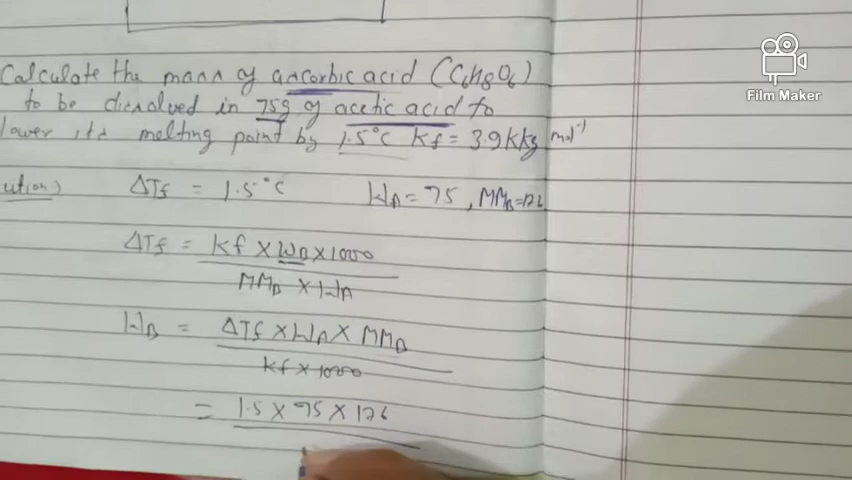 Calculate the mass of ascorbic acid (C6H8O6)
to be dissolved in 75g of acetic acid to
lower its melting point by 1.5°C Kf = 3.9 K kg mol⁻¹
ution)
ΔTf = 1.5°C WA = 75 , MMB = 176
ΔTf = Kf × WB × 1000
MMB × WA
WB = ΔTf × WA × MMB
Kf × 1000
= 1.5 × 75 × 176
Film Maker